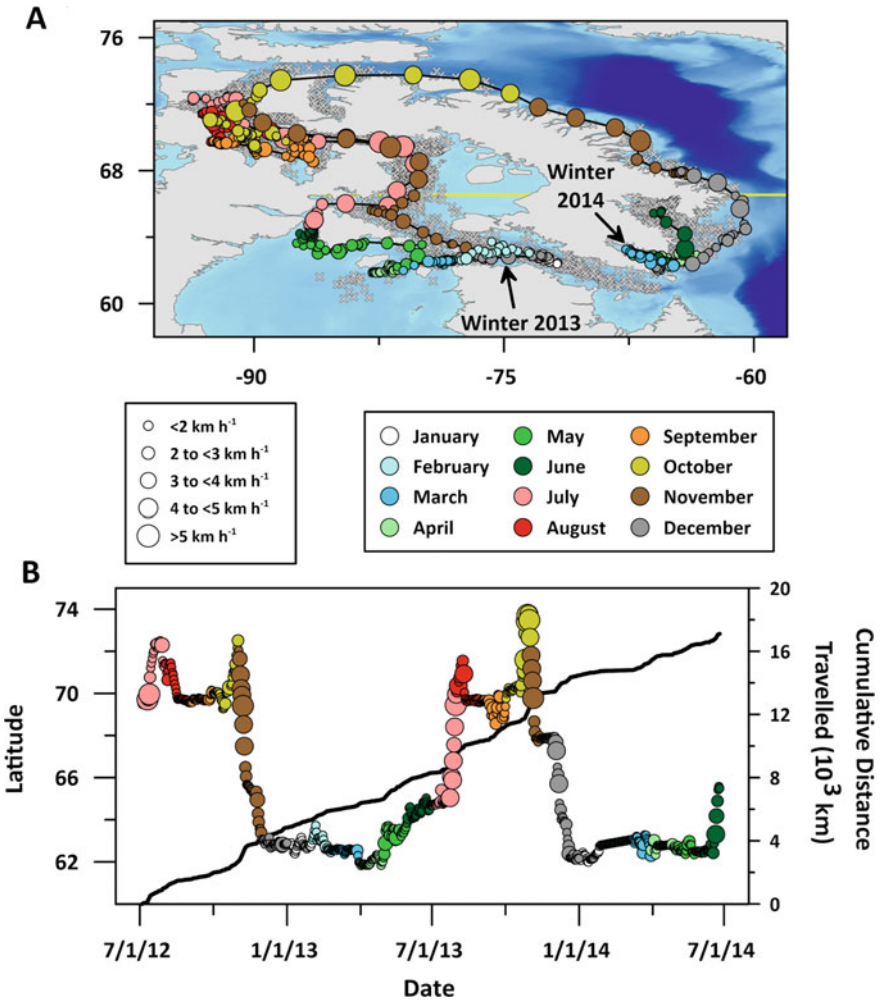 A
76
68
60
Winter
2014
Winter 2013
-90
-75
-60
<2 km h⁻¹
2 to <3 km h⁻¹
3 to <4 km h⁻¹
4 to <5 km h⁻¹
>5 km h⁻¹
January
May
September
February
June
October
March
July
November
April
August
December
B
74
70
66
62
Latitude
20
16
12
8
4
0
Cumulative Distance
Travelled (10³ km)
7/1/12
1/1/13
7/1/13
1/1/14
7/1/14
Date